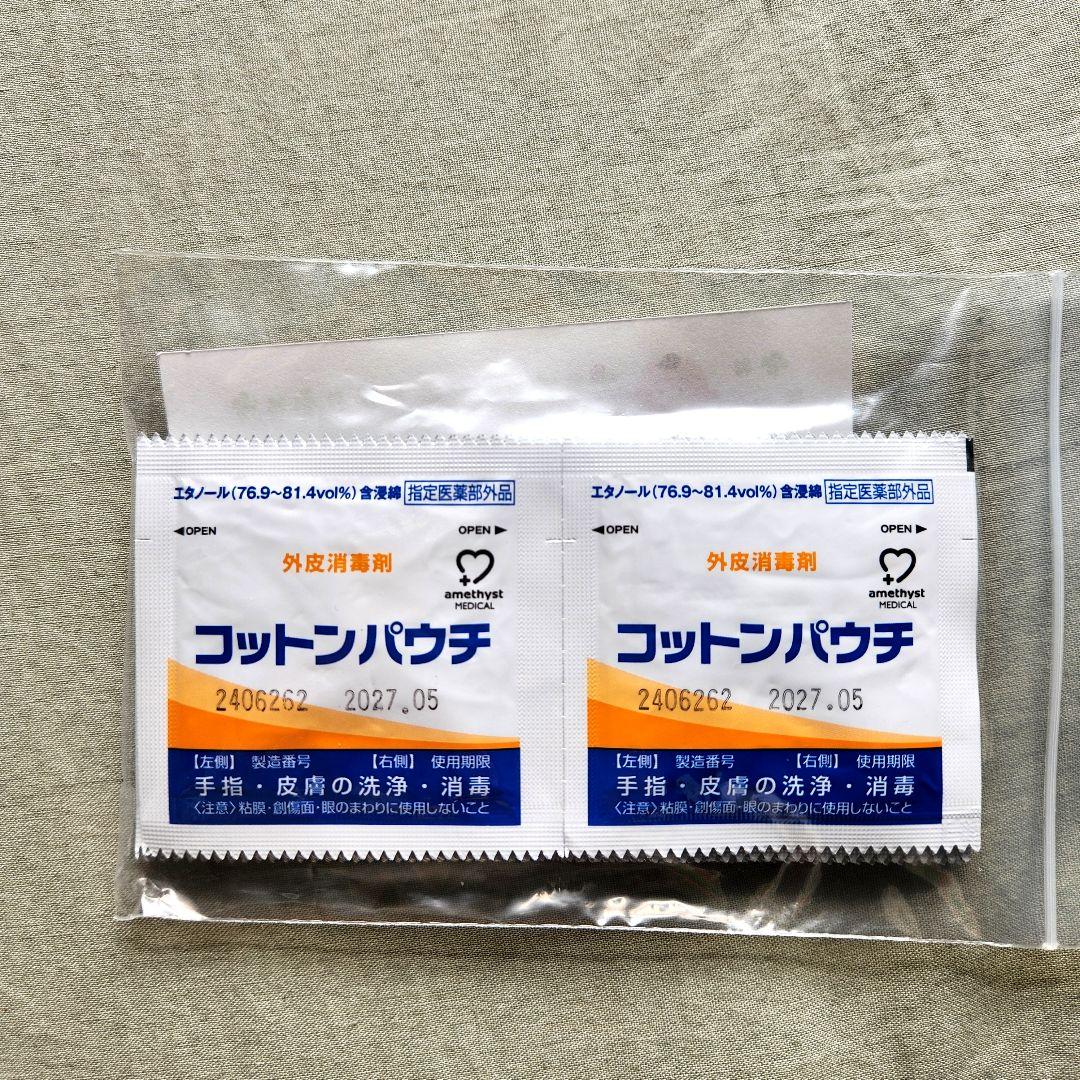 エタノール(76.9〜81.4vol%)含浸綿 指定医薬部外品
◀OPEN
OPEN▶
外皮消毒剤
amethyst
MEDICAL
コットンパウチ
2406262 2027.05
【左側】 製造番号 【右側】 使用期限
手指・皮膚の洗浄・消毒
〈注意〉粘膜・創傷面・眼のまわりに使用しないこと
エタノール(76.9〜81.4vol%)含浸綿 指定医薬部外品
◀OPEN
OPEN▶
外皮消毒剤
amethyst
MEDICAL
コットンパウチ
2406262 2027.05
【左側】 製造番号 【右側】 使用期限
手指・皮膚の洗浄・消毒
〈注意〉粘膜・創傷面・眼のまわりに使用しないこと